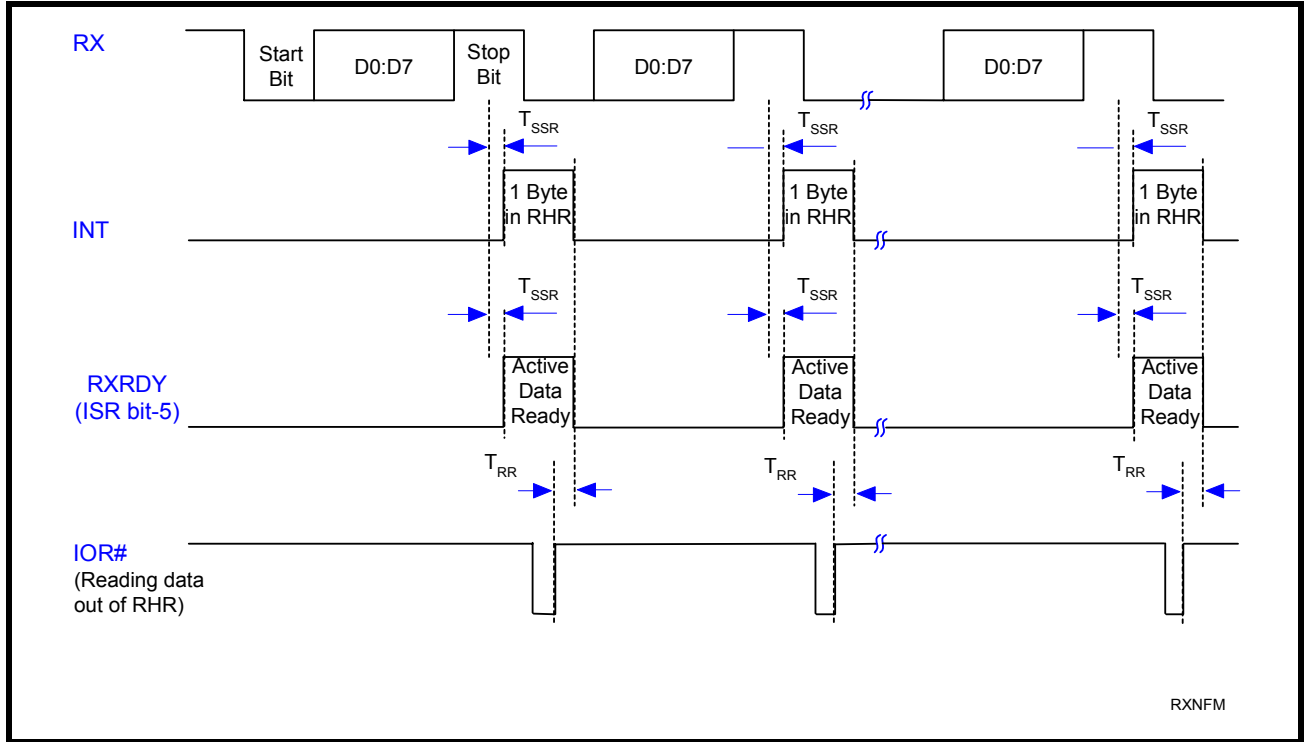 RX
Start
Bit
D0:D7
Stop
Bit
D0:D7
D0:D7
TSSR
TSSR
TSSR
INT
1 Byte
in RHR
1 Byte
in RHR
1 Byte
in RHR
TSSR
TSSR
TSSR
RXRDY
(ISR bit-5)
Active
Data
Ready
Active
Data
Ready
Active
Data
Ready
TRR
TRR
TRR
IOR#
(Reading data
out of RHR)
RXNFM